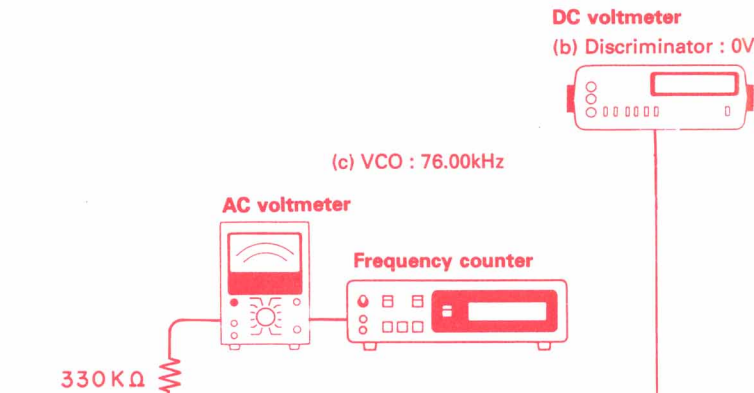 DC voltmeter
(b) Discriminator : 0V
(c) VCO : 76.00kHz
AC voltmeter
Frequency counter
330KΩ